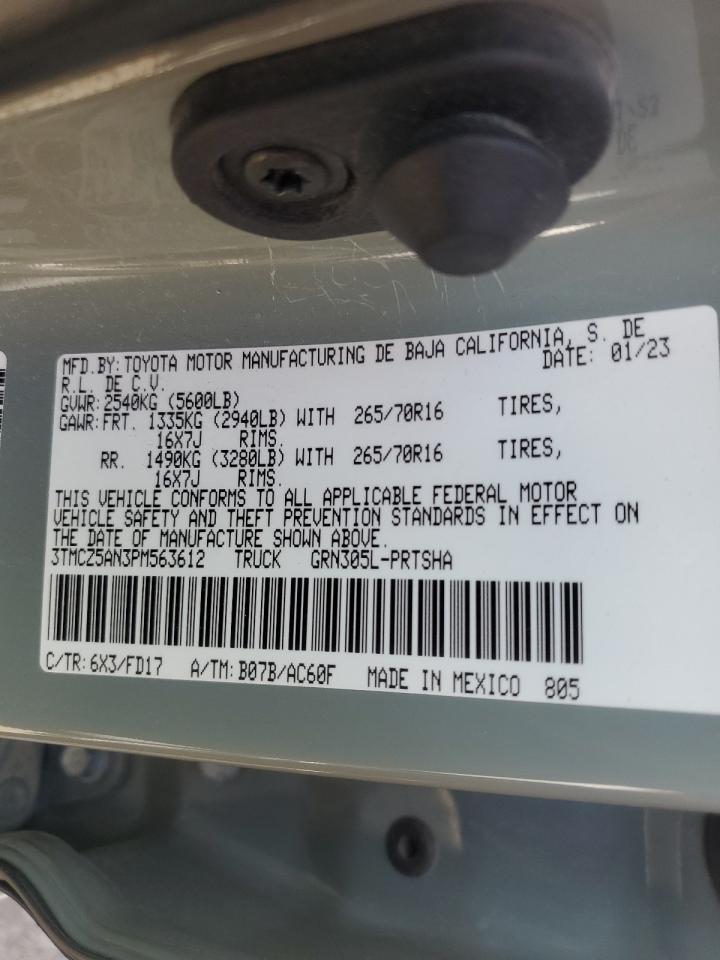 MFD.BY: TOYOTA MOTOR MANUFACTURING DE BAJA CALIFORNIA, S. DE
R.L. DE C.V. DATE: 01/23
GVWR: 2540KG (5600LB)
GAWR: FRT. 1335KG (2940LB) WITH 265/70R16 TIRES,
16X7J RIMS.
RR. 1490KG (3280LB) WITH 265/70R16 TIRES,
16X7J RIMS.
THIS VEHICLE CONFORMS TO ALL APPLICABLE FEDERAL MOTOR
VEHICLE SAFETY AND THEFT PREVENTION STANDARDS IN EFFECT ON
THE DATE OF MANUFACTURE SHOWN ABOVE.
3TMCZ5AN3PM563612 TRUCK GRN305L-PRTSHA
C/TR: 6X3/FD17 A/TM: B07B/AC60F MADE IN MEXICO 805